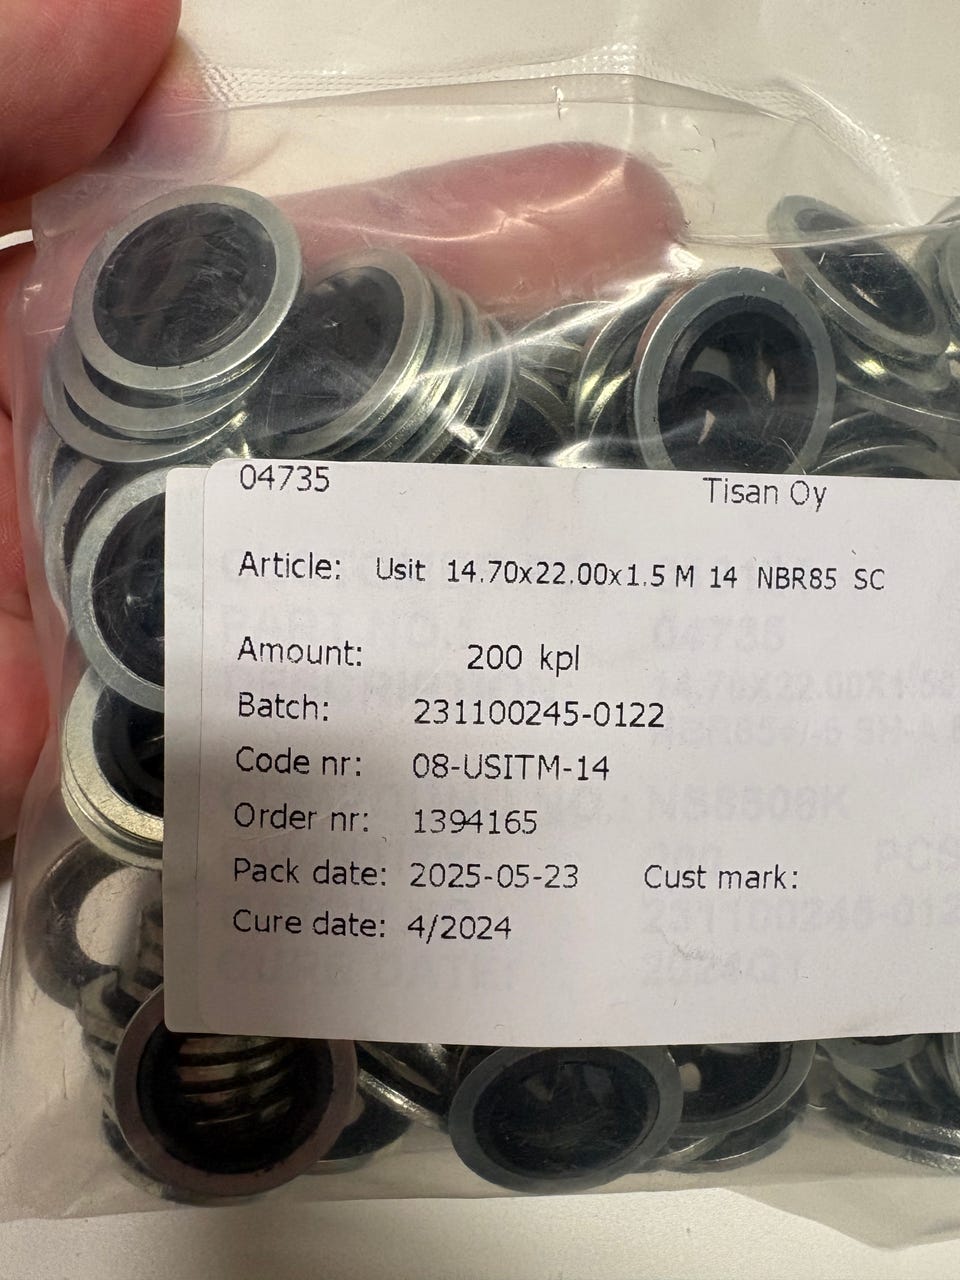 04735 Tisan Oy
Article: Usit 14.70x22.00x1.5 M 14 NBR85 SC
Amount: 200 kpl
Batch: 231100245-0122
Code nr: 08-USITM-14
Order nr: 1394165
Pack date: 2025-05-23 Cust mark:
Cure date: 4/2024